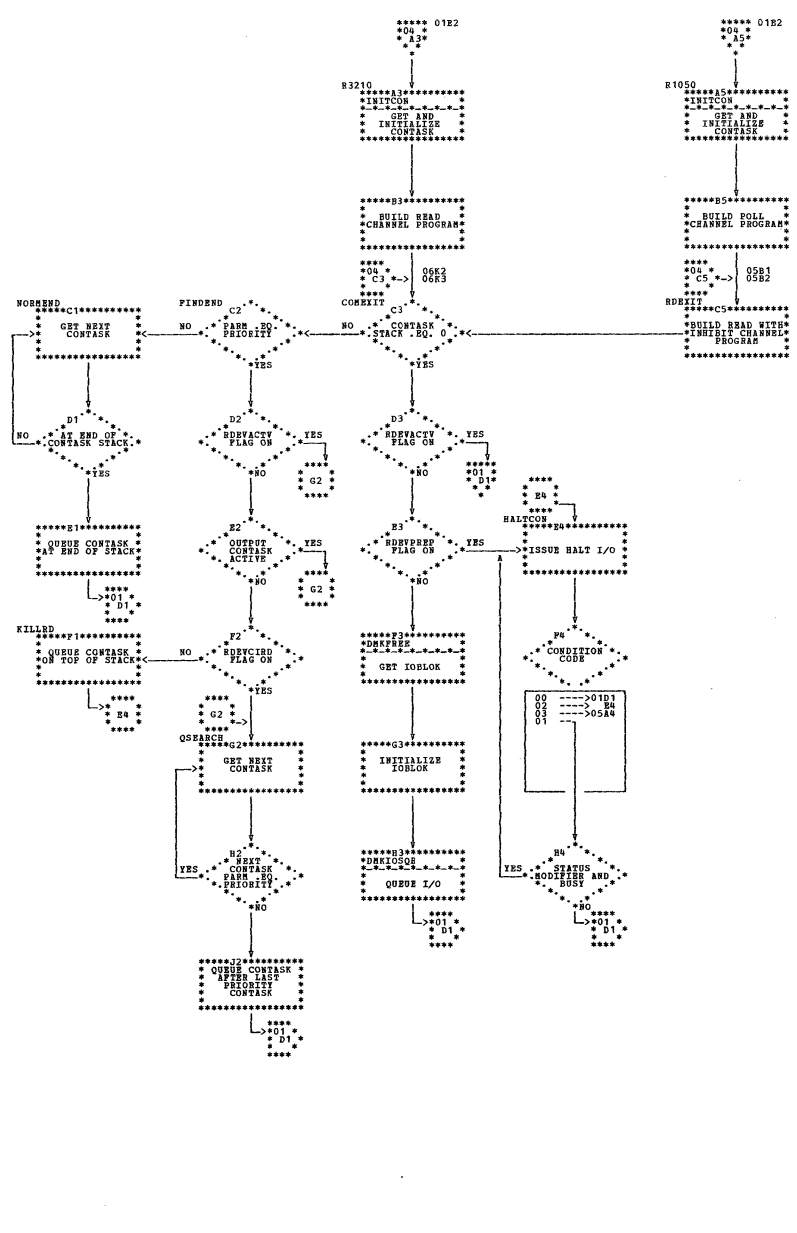 01E2
*04 *
A3*
01E2
*04 *
A5*
R3210
*****A3**********
*INITCON
*-*-*-*-*-*-*-*-*
GET AND
INITIALIZE
CONTASK
R1050
*****A5**********
*INITCON
*-*-*-*-*-*-*-*-*
GET AND
INITIALIZE
CONTASK
*****B3**********
BUILD READ
*CHANNEL PROGRAM*
*****B5**********
BUILD POLL
*CHANNEL PROGRAM*
*04 *
C3 *->
06K2
06K3
*04 *
C5 *->
05B1
05B2
NORMEND
*****C1**********
GET NEXT
CONTASK
FINDEND
C2
PARM .EQ.
PRIORITY
NO
YES
COMEXIT
C3
CONTASK
STACK .EQ. 0
NO
YES
RDEXIT
*****C5**********
*BUILD READ WITH*
*INHIBIT CHANNEL*
PROGRAM
D1
AT END OF
CONTASK STACK
NO
YES
D2
RDEVACTV
FLAG ON
YES
G2
NO
D3
RDEVACTV
FLAG ON
YES
*01 *
D1*
NO
E4
*****E1**********
QUEUE CONTASK
*AT END OF STACK*
*01 *
D1 *
E2
OUTPUT
CONTASK
ACTIVE
YES
G2
NO
E3
RDEVPREP
FLAG ON
YES
NO
HALTCON
*****E4**********
*ISSUE HALT I/O *
KILLRD
*****F1**********
QUEUE CONTASK
*ON TOP OF STACK*
E4
F2
RDEVCIRD
FLAG ON
NO
YES
*****F3**********
*DMKFREE
*-*-*-*-*-*-*-*-*
GET IOBLOK
F4
CONDITION
CODE
00 ---->01D1
02 ----> E4
03 ---->05A4
01 --
G2
QSEARCH
*****G2**********
GET NEXT
CONTASK
*****G3**********
INITIALIZE
IOBLOK
H2
NEXT
CONTASK
PARM .EQ.
PRIORITY
YES
NO
*****H3**********
*DMKIOSQR
*-*-*-*-*-*-*-*-*
QUEUE I/O
*01 *
D1 *
H4
STATUS
MODIFIER AND
BUSY
YES
NO
*01 *
D1 *
*****J2**********
QUEUE CONTASK
AFTER LAST
PRIORITY
CONTASK
*01 *
D1 *